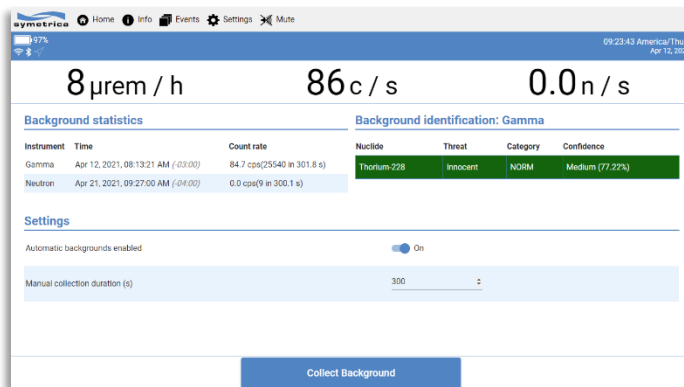 symetrica Home Info Events Settings Mute
97%
09:23:43 America/Thu
Apr 12, 202
8 μrem / h 86 c / s 0.0 n / s
Background statistics
Instrument Time Count rate
Gamma Apr 12, 2021, 08:13:21 AM (-03:00) 84.7 cps(25540 in 301.8 s)
Neutron Apr 21, 2021, 09:27:00 AM (-04:00) 0.0 cps(9 in 300.1 s)
Background identification: Gamma
Nuclide Threat Category Confidence
Thorium-228 Innocent NORM Medium (77.22%)
Settings
Automatic backgrounds enabled On
Manual collection duration (s) 300
Collect Background